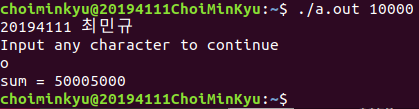 choiminkyu@20194111ChoiMinKyu:~$ ./a.out 10000
20194111 최민규
Input any character to continue
o
sum = 50005000
choiminkyu@20194111ChoiMinKyu:~$